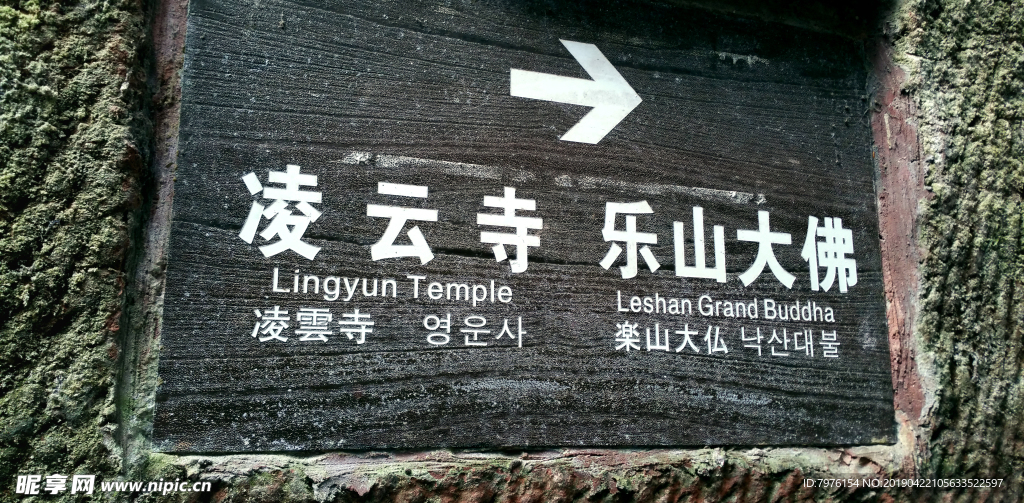 凌云寺 乐山大佛
Lingyun Temple Leshan Grand Buddha
凌雲寺 영운사 楽山大仏 낙산대불
昵享网 www.nipic.cn
ID:7976154 NO:20190422105633522597